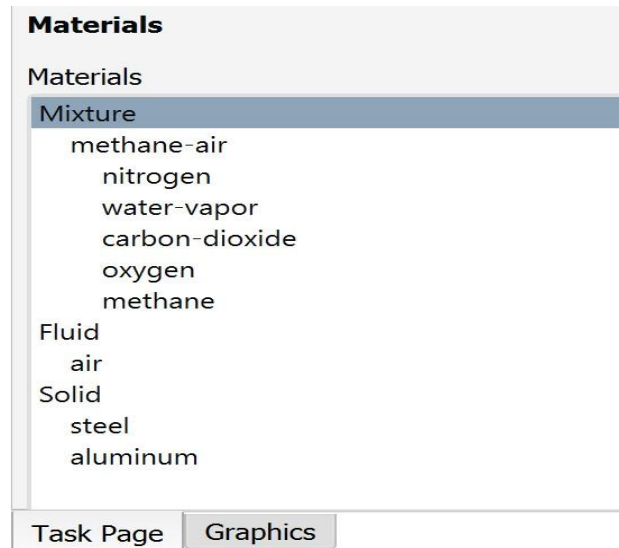 Materials
Materials
Mixture
methane-air
nitrogen
water-vapor
carbon-dioxide
oxygen
methane
Fluid
air
Solid
steel
aluminum
Task Page Graphics